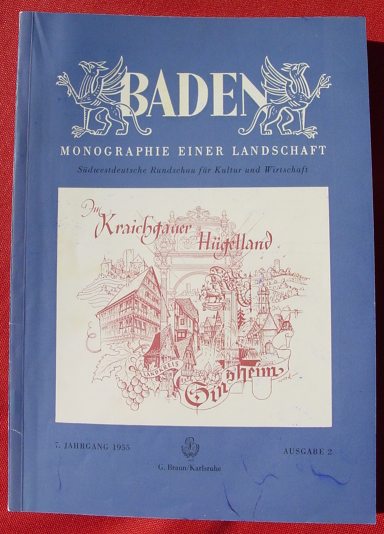 BADEN
MONOGRAPHIE EINER LANDSCHAFT
Südwestdeutsche Rundschau für Kultur und Wirtschaft
Im
Kraichgauer
Hügelland
LANDKREIS
Sinsheim
7. JAHRGANG 1955
AUSGABE 2
G. Braun/Karlsruhe